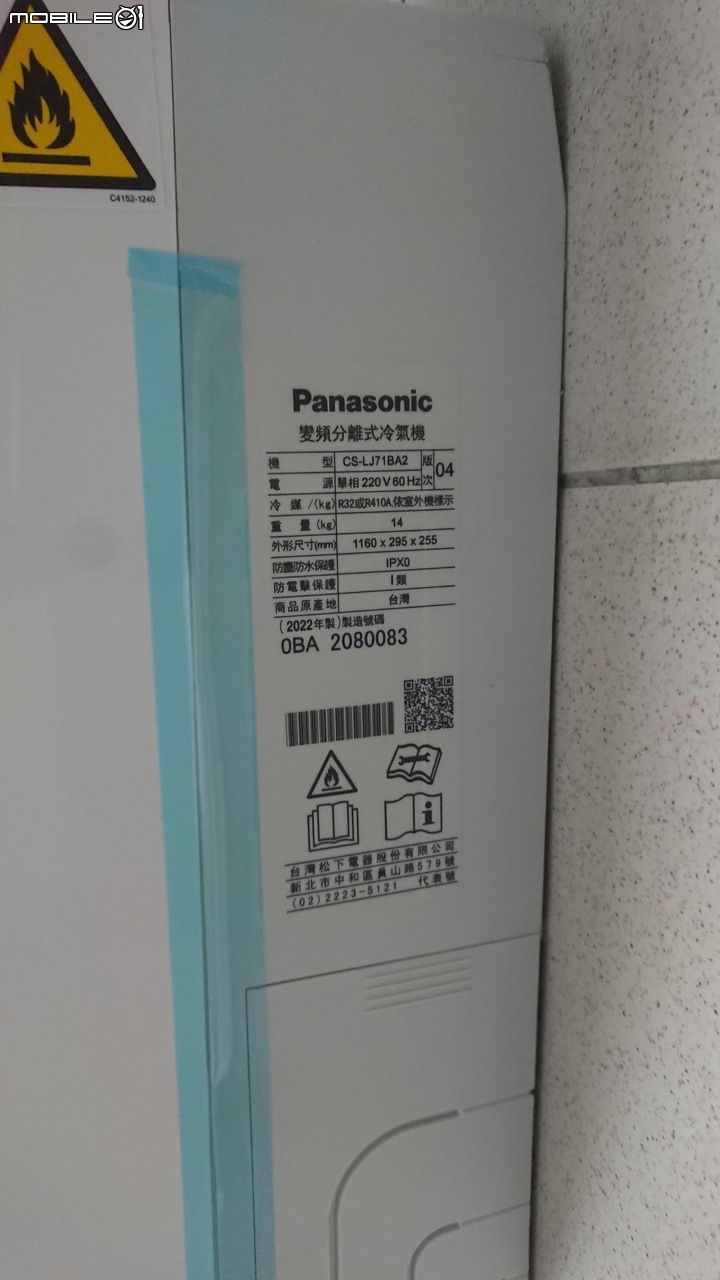 MOBILE01
C4152-1240
Panasonic
變頻分離式冷氣機
機型 CS-LJ71BA2 版次 04
電源 單相 220 V 60 Hz
冷媒/(kg) R32或R410A,依室外機標示
重量(kg) 14
外形尺寸(mm) 1160 x 295 x 255
防塵防水保護 IPX0
防電擊保護 I 類
商品原產地 台灣
(2022年製)製造號碼
0BA 2080083
台灣松下電器股份有限公司
新北市中和區員山路579號
(02)2223-5121 代表號